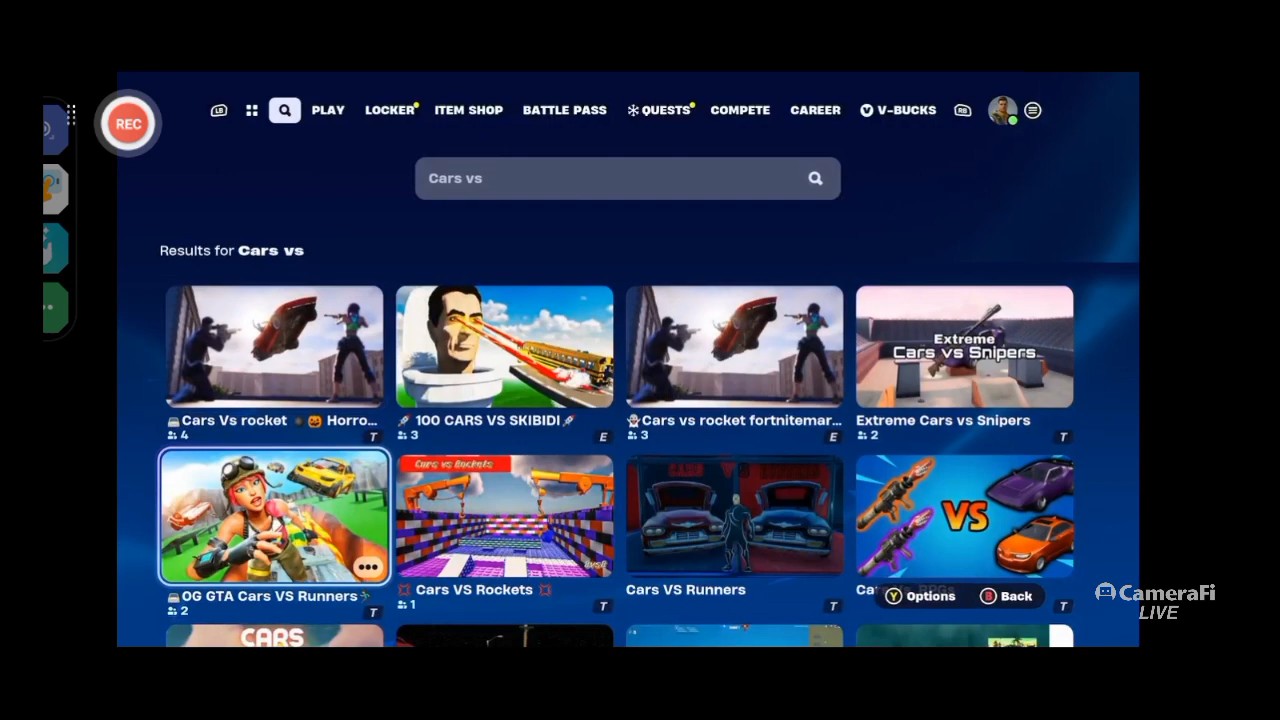 REC
LB
PLAY
LOCKER
ITEM SHOP
BATTLE PASS
QUESTS
COMPETE
CAREER
V-BUCKS
RB
Cars vs
Results for Cars vs
Extreme
Cars vs Snipers
Cars Vs rocket 🎃 Horro...
4
T
🚀 100 CARS VS SKIBIDI 🚀
3
E
👻Cars vs rocket fortnitemar...
3
E
Extreme Cars vs Snipers
2
T
Cars vs Rockets
VS
OG GTA Cars VS Runners
2
T
💢 Cars VS Rockets 💢
1
T
Cars VS Runners
T
T
Y Options
B Back
CameraFi
LIVE
CARS